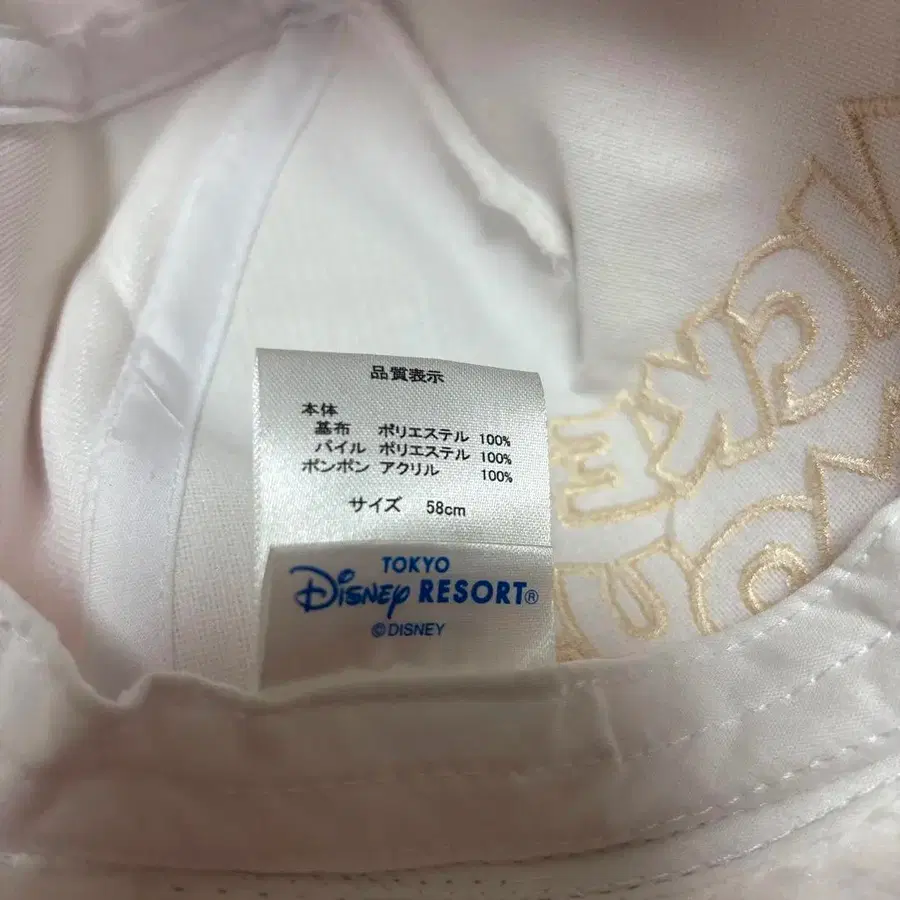 品質表示
本体
基布 ポリエステル 100%
パイル ポリエステル 100%
ポンポン アクリル 100%
サイズ 58cm
TOKYO
Disney RESORT®
©DISNEY
ICKE